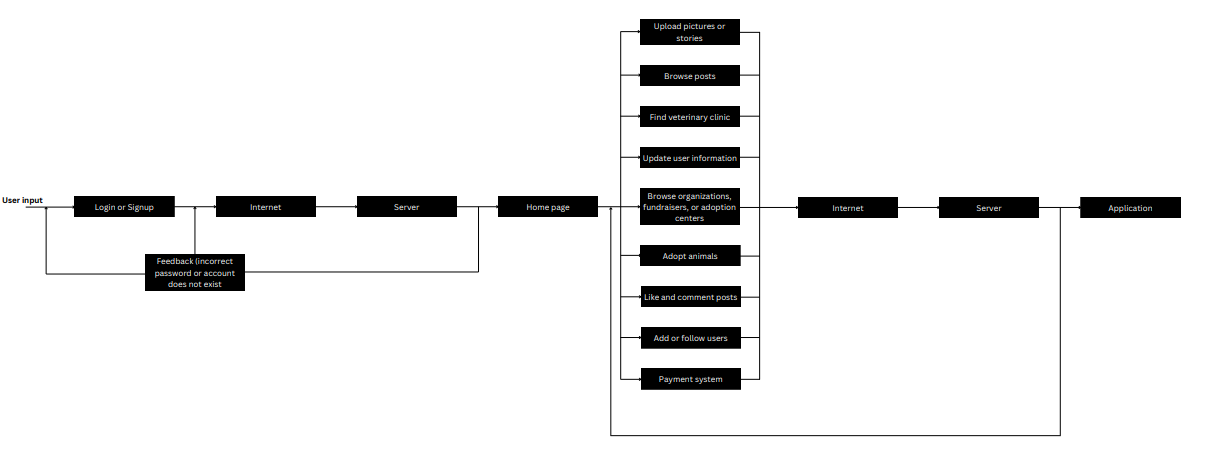 User input
Login or Signup
Internet
Server
Home page
Feedback (incorrect
password or account
does not exist
Upload pictures or
stories
Browse posts
Find veterinary clinic
Update user information
Browse organizations,
fundraisers, or adoption
centers
Adopt animals
Like and comment posts
Add or follow users
Payment system
Internet
Server
Application